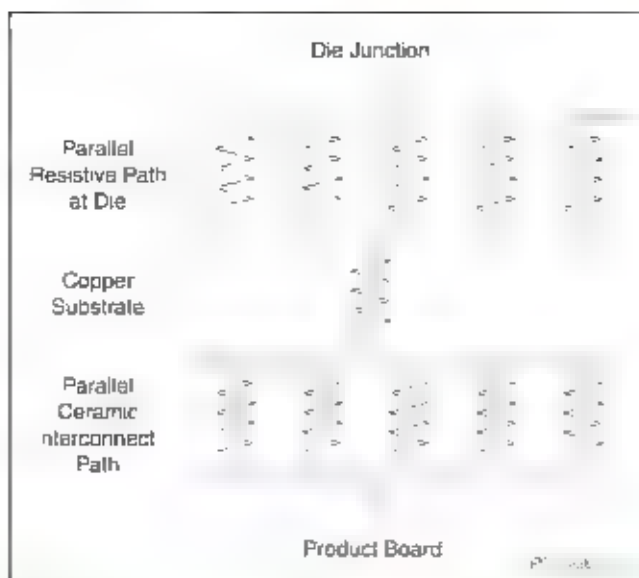 Die Junction
Parallel
Resistive Path
at Die
Copper
Substrate
Parallel
Ceramic
nterconnect
Path
Product Board